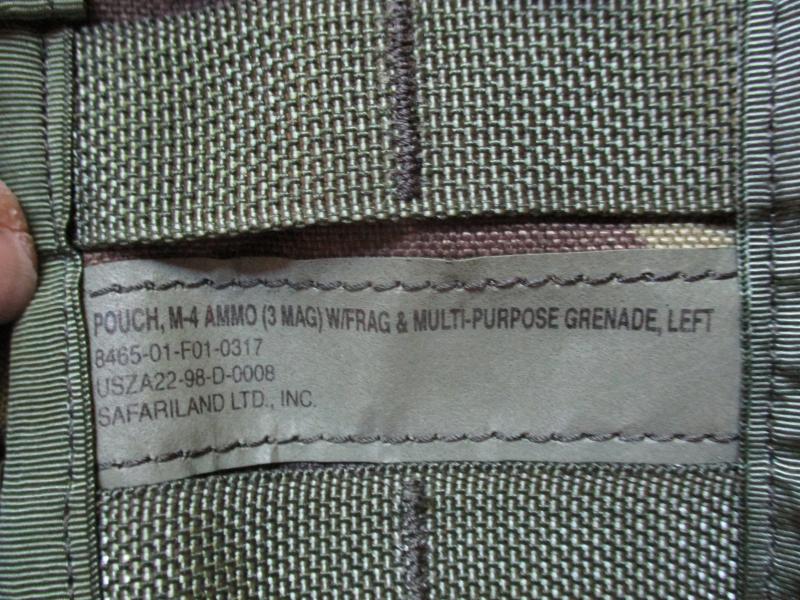 POUCH, M-4 AMMO (3 MAG) W/FRAG & MULTI-PURPOSE GRENADE, LEFT
8465-01-F01-0317
USZA22-98-D-0008
SAFARILAND LTD., INC.